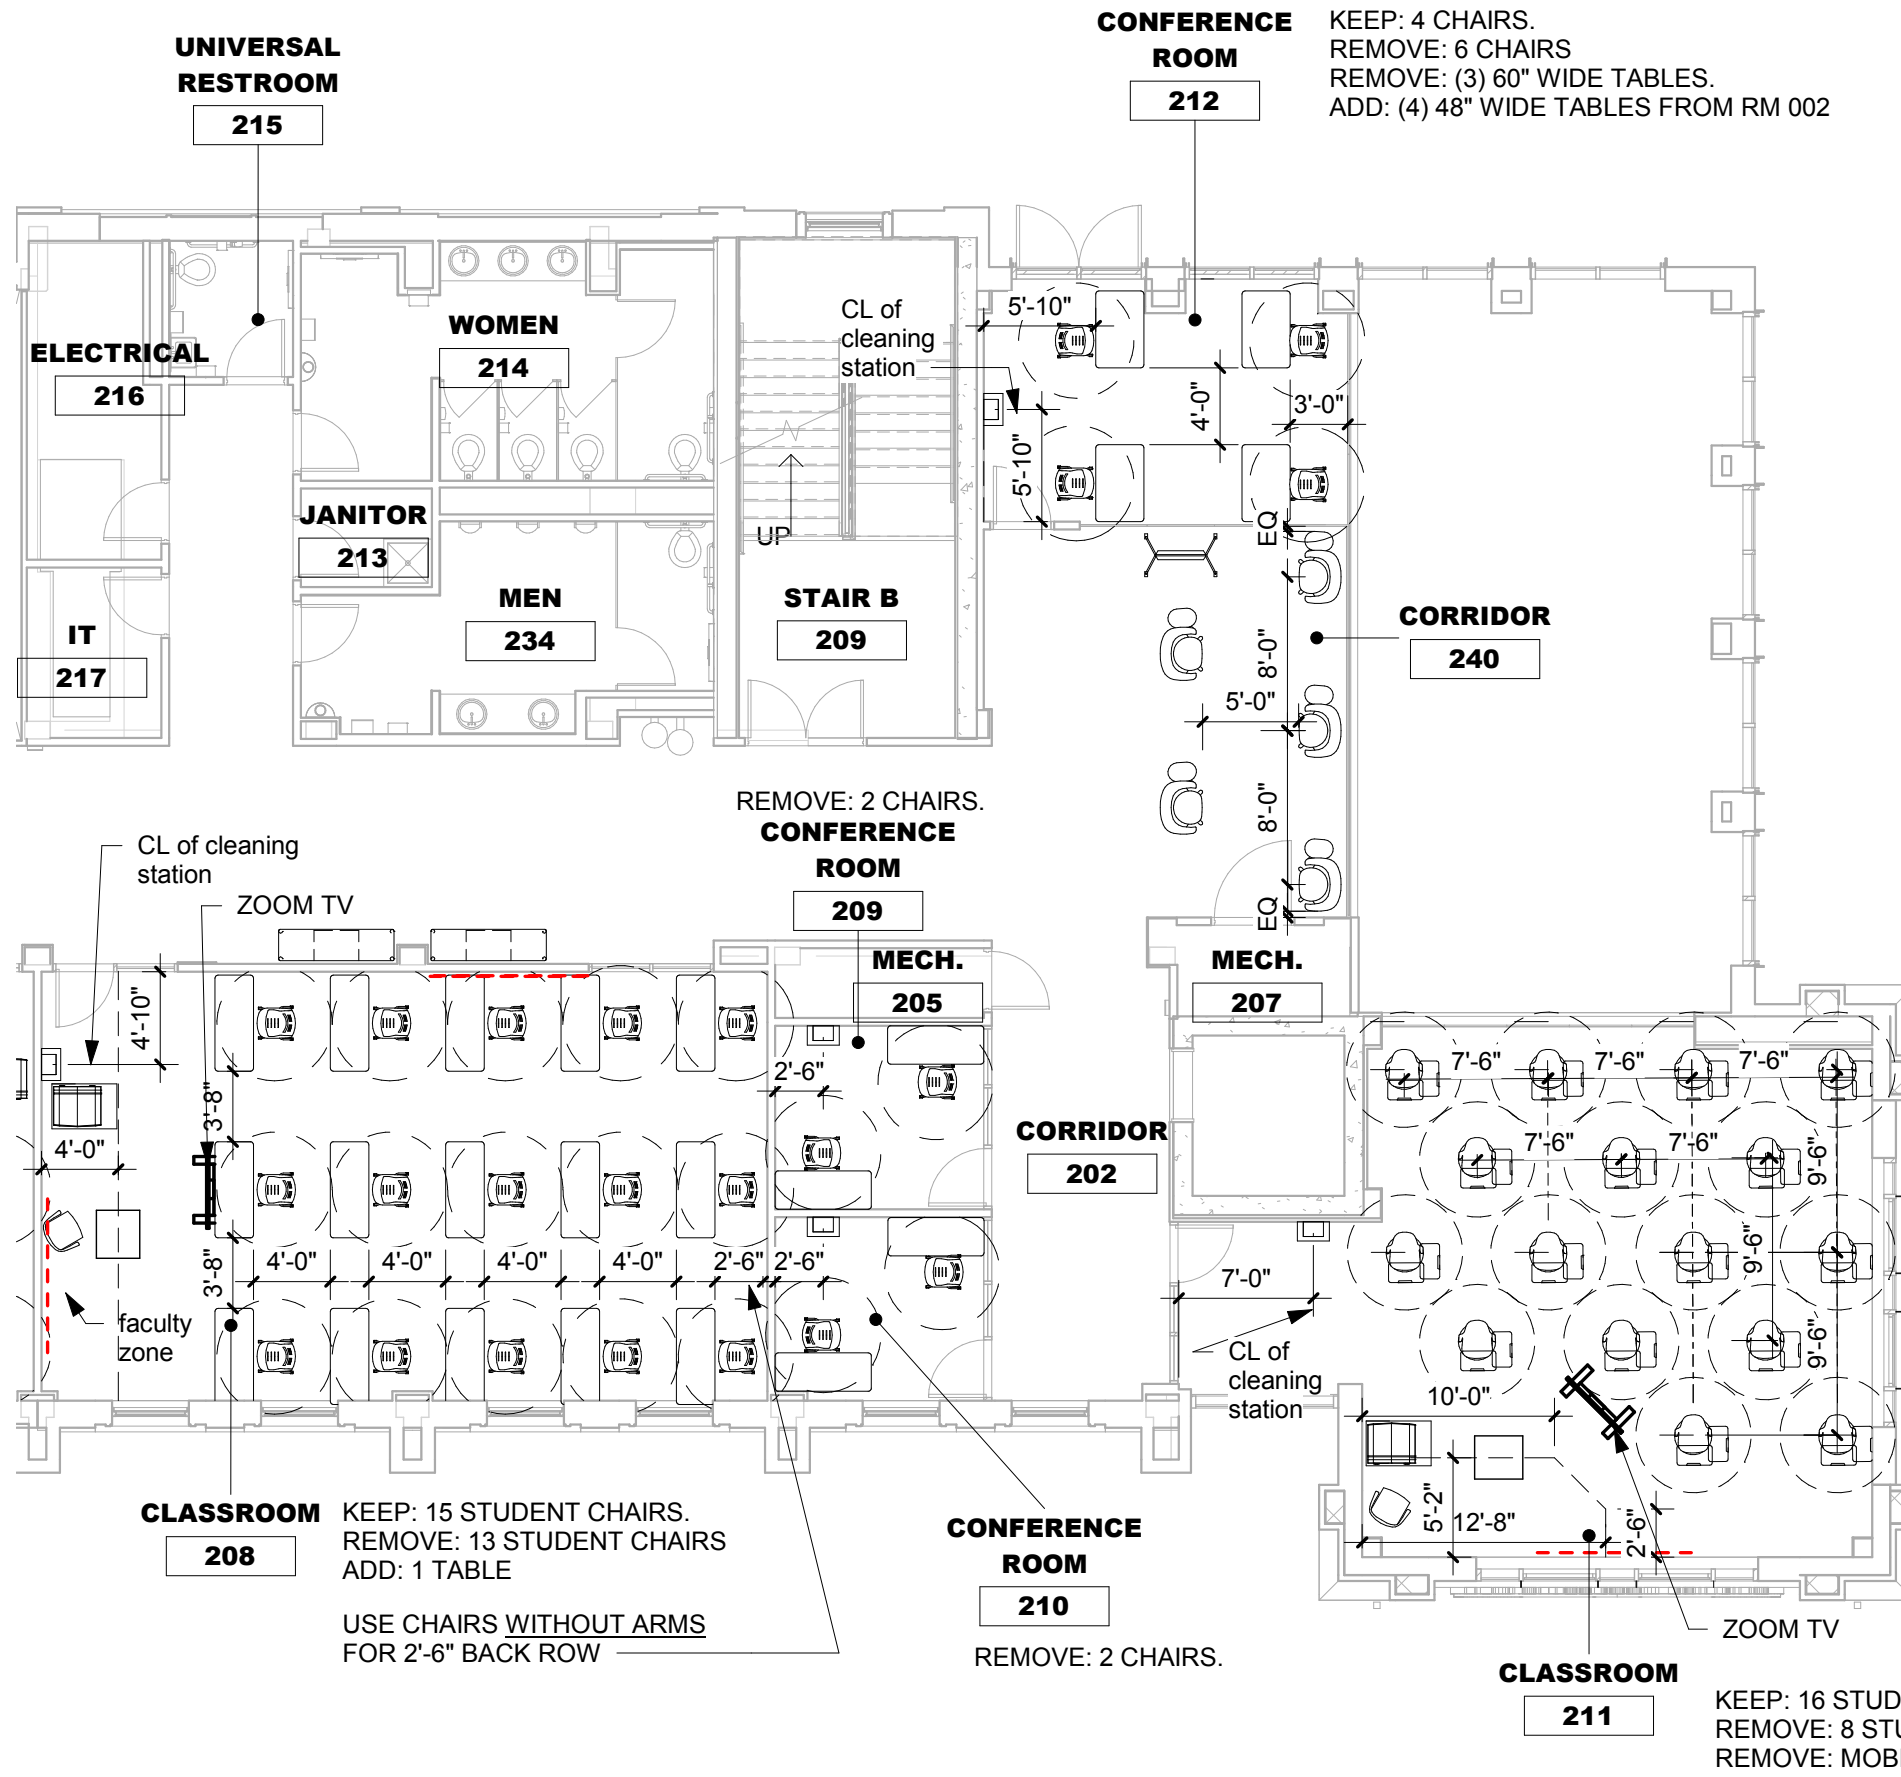 CONFERENCE
ROOM
212
KEEP: 4 CHAIRS.
REMOVE: 6 CHAIRS
REMOVE: (3) 60" WIDE TABLES.
ADD: (4) 48" WIDE TABLES FROM RM 002
UNIVERSAL
RESTROOM
215
ELECTRICAL
216
WOMEN
214
CL of
cleaning
station
5'-10"
5'-10"
4'-0"
3'-0"
JANITOR
213
UP
EQ
IT
217
MEN
234
STAIR B
209
CORRIDOR
240
8'-0"
5'-0"
8'-0"
EQ
REMOVE: 2 CHAIRS.
CONFERENCE
ROOM
209
CL of cleaning
station
ZOOM TV
MECH.
205
MECH.
207
4'-10"
3'-8"
4'-0"
2'-6"
CORRIDOR
202
7'-6"
7'-6"
7'-6"
7'-6"
7'-6"
9'-6"
9'-6"
9'-6"
3'-8"
4'-0"
4'-0"
4'-0"
4'-0"
2'-6"
2'-6"
7'-0"
faculty
zone
CL of
cleaning
station
10'-0"
5'-2"
12'-8"
2'-6"
CLASSROOM
208
KEEP: 15 STUDENT CHAIRS.
REMOVE: 13 STUDENT CHAIRS
ADD: 1 TABLE
USE CHAIRS WITHOUT ARMS
FOR 2'-6" BACK ROW
CONFERENCE
ROOM
210
REMOVE: 2 CHAIRS.
ZOOM TV
CLASSROOM
211
KEEP: 16 STUD
REMOVE: 8 STU
REMOVE: MOB